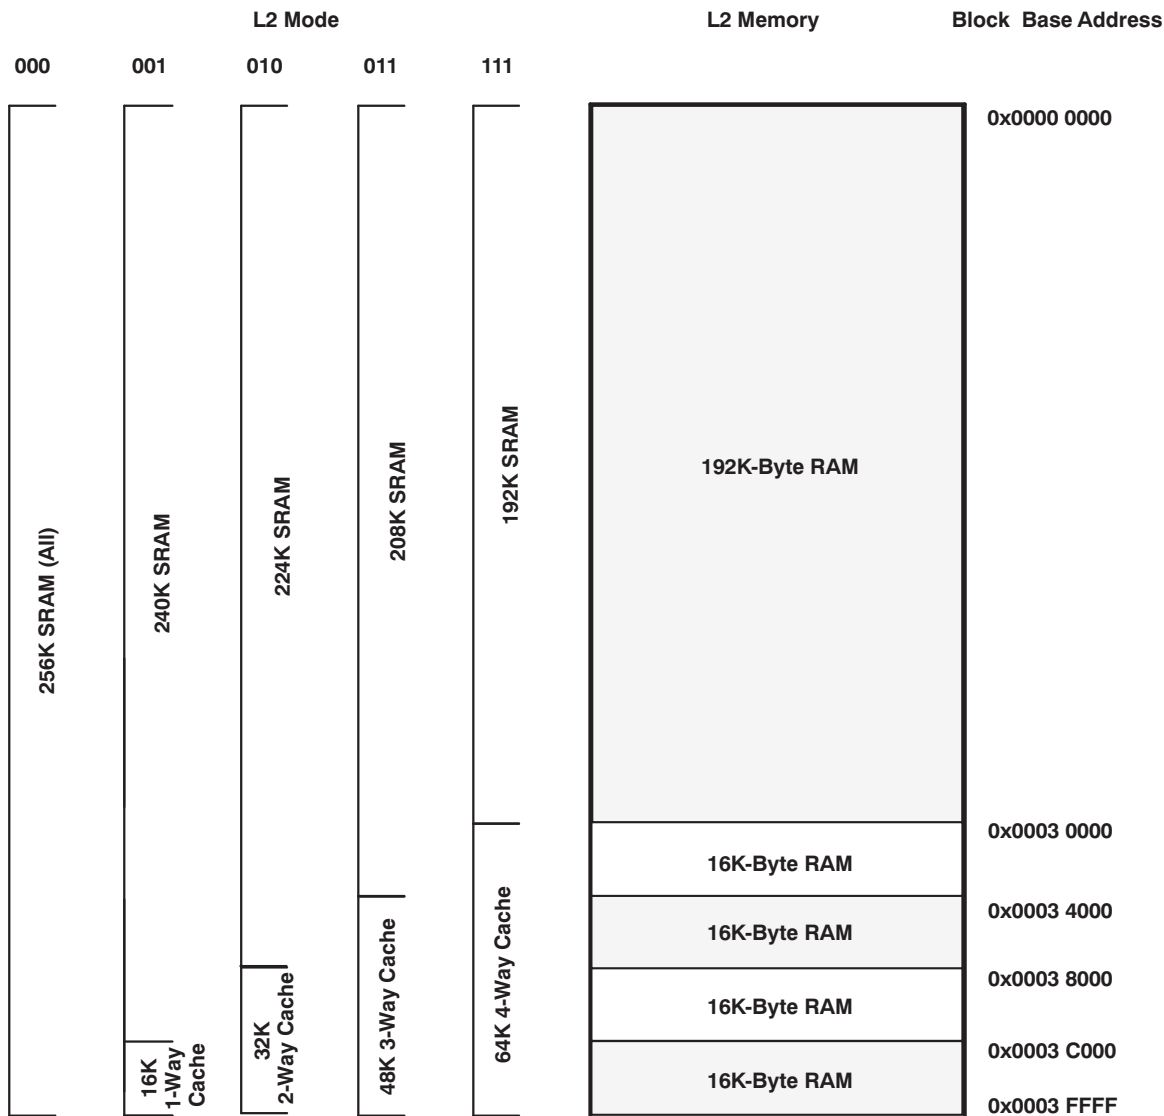 L2 Mode
L2 Memory
Block Base Address
000
001
010
011
111
256K SRAM (All)
240K SRAM
16K
1-Way
Cache
224K SRAM
32K
2-Way Cache
208K SRAM
48K 3-Way Cache
192K SRAM
64K 4-Way Cache
192K-Byte RAM
16K-Byte RAM
16K-Byte RAM
16K-Byte RAM
16K-Byte RAM
0x0000 0000
0x0003 0000
0x0003 4000
0x0003 8000
0x0003 C000
0x0003 FFFF